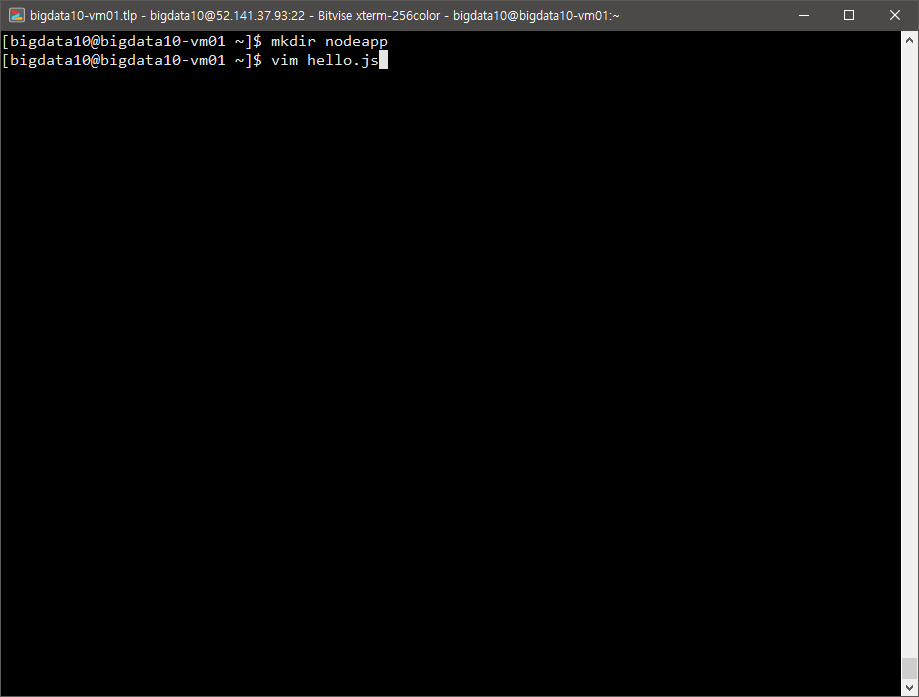 bigdata10-vm01.tlp - bigdata10@52.141.37.93:22 - Bitvise xterm-256color - bigdata10@bigdata10-vm01:~
[bigdata10@bigdata10-vm01 ~]$ mkdir nodeapp
[bigdata10@bigdata10-vm01 ~]$ vim hello.js